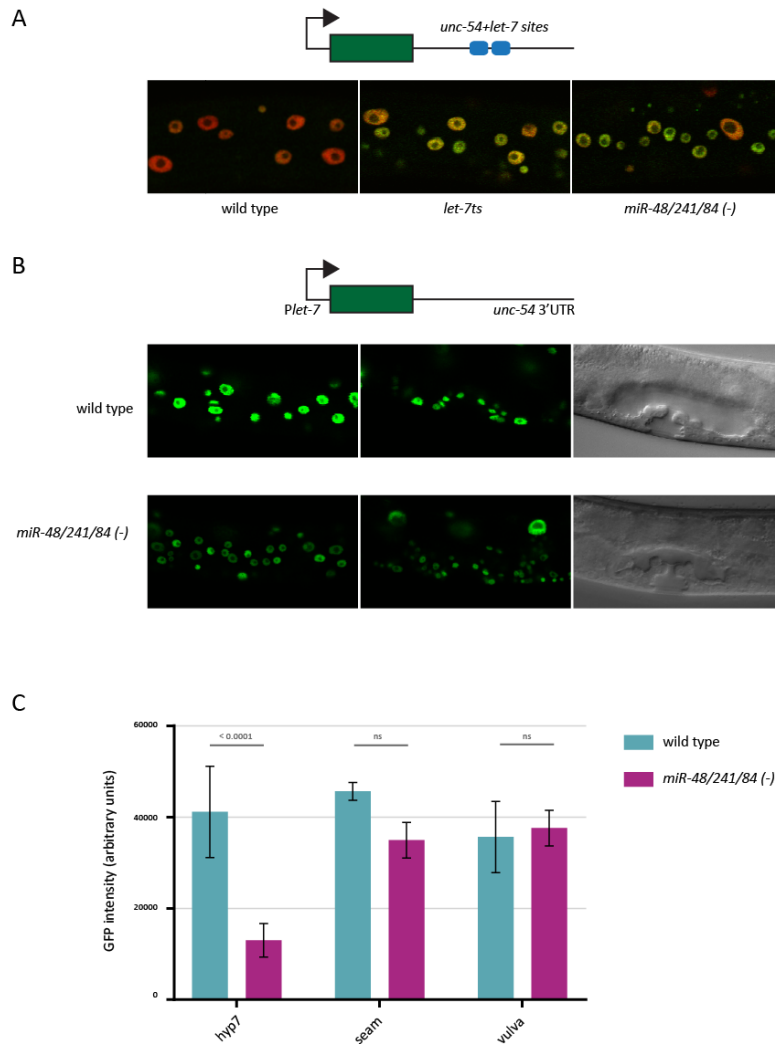 A
unc-54+let-7 sites
wild type
let-7ts
miR-48/241/84 (-)
B
Plet-7
unc-54 3'UTR
wild type
miR-48/241/84 (-)
C
60000
< 0.0001
ns
ns
wild type
miR-48/241/84 (-)
40000
20000
0
GFP intensity (arbitrary units)
hyp7
seam
vulva